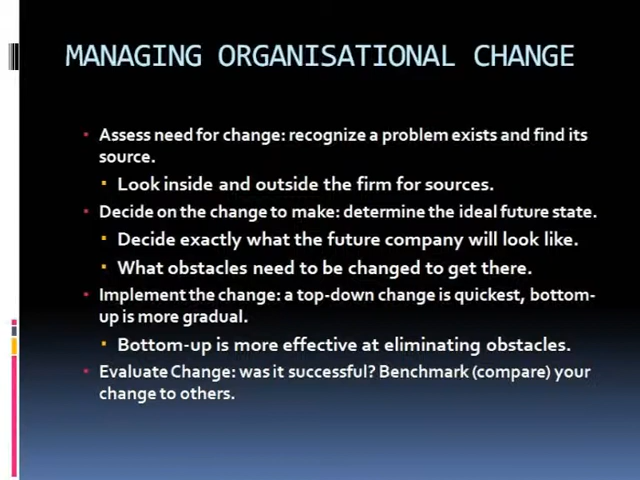 MANAGING ORGANISATIONAL CHANGE
Assess need for change: recognize a problem exists and find its
source.
Look inside and outside the firm for sources.
Decide on the change to make: determine the ideal future state.
Decide exactly what the future company will look like.
What obstacles need to be changed to get there.
Implement the change: a top-down change is quickest, bottom-
up is more gradual.
Bottom-up is more effective at eliminating obstacles.
Evaluate Change: was it successful? Benchmark (compare) your
change to others.